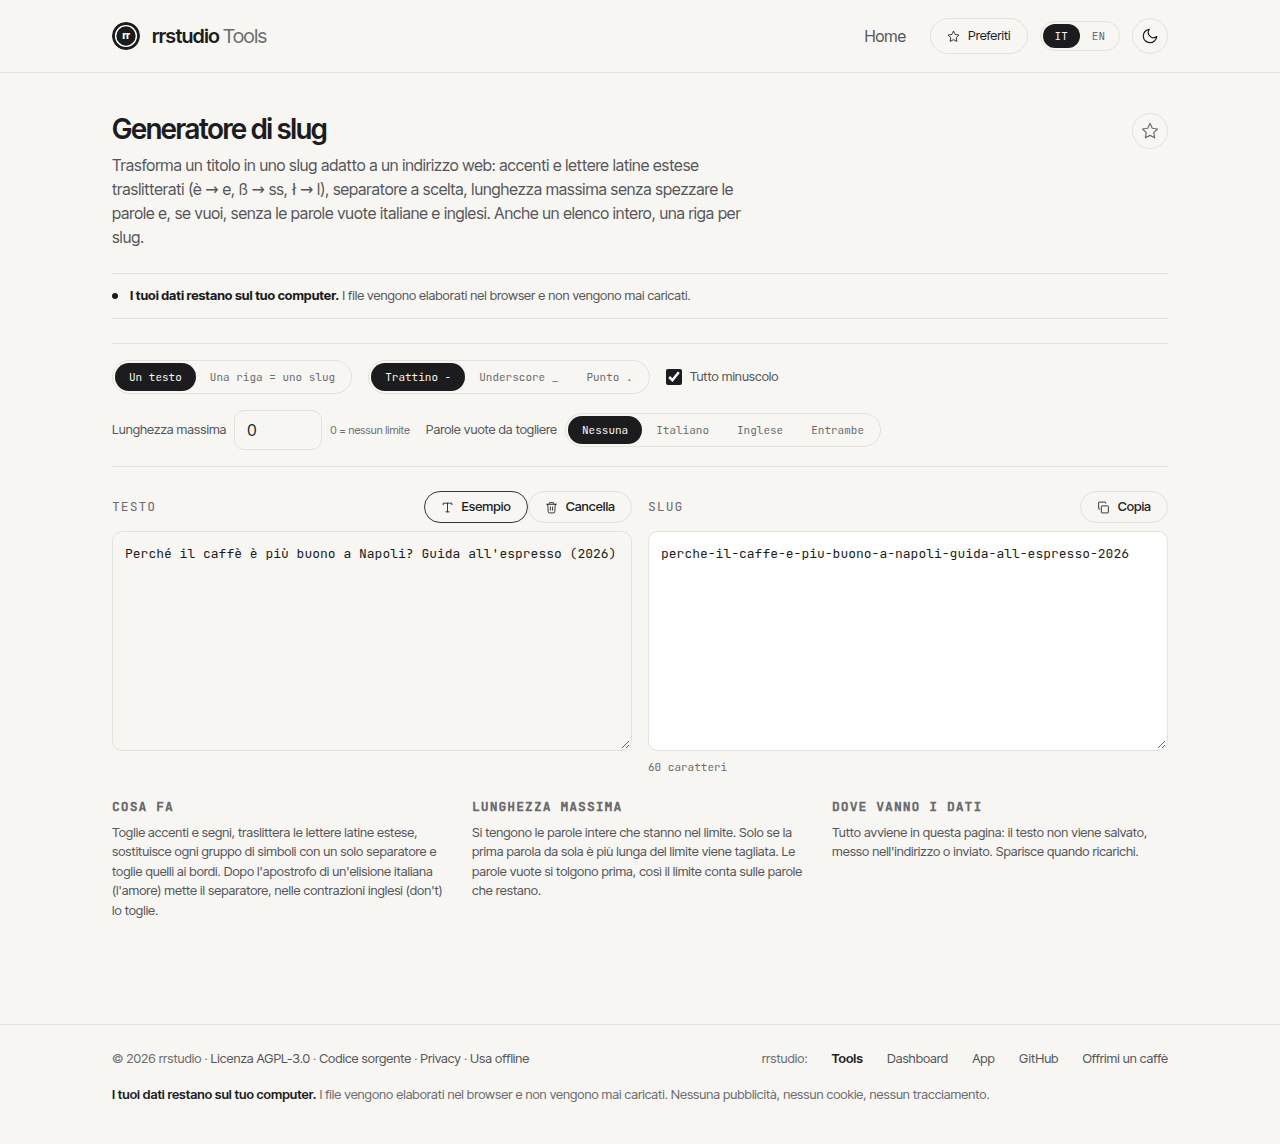 rr rrstudio Tools
Home
Preferiti
IT EN
Generatore di slug
Trasforma un titolo in uno slug adatto a un indirizzo web: accenti e lettere latine estese
traslitterati (è → e, ß → ss, ł → l), separatore a scelta, lunghezza massima senza spezzare le
parole e, se vuoi, senza le parole vuote italiane e inglesi. Anche un elenco intero, una riga per
slug.
I tuoi dati restano sul tuo computer. I file vengono elaborati nel browser e non vengono mai caricati.
Un testo Una riga = uno slug Trattino - Underscore _ Punto . Tutto minuscolo
Lunghezza massima 0 0 = nessun limite Parole vuote da togliere Nessuna Italiano Inglese Entrambe
TESTO Esempio Cancella
Perché il caffè è più buono a Napoli? Guida all'espresso (2026)
SLUG Copia
perche-il-caffe-e-piu-buono-a-napoli-guida-all-espresso-2026
60 caratteri
COSA FA
Toglie accenti e segni, traslittera le lettere latine estese,
sostituisce ogni gruppo di simboli con un solo separatore e
toglie quelli ai bordi. Dopo l'apostrofo di un'elisione italiana
(l'amore) mette il separatore, nelle contrazioni inglesi (don't)
lo toglie.
LUNGHEZZA MASSIMA
Si tengono le parole intere che stanno nel limite. Solo se la
prima parola da sola è più lunga del limite viene tagliata. Le
parole vuote si tolgono prima, così il limite conta sulle parole
che restano.
DOVE VANNO I DATI
Tutto avviene in questa pagina: il testo non viene salvato,
messo nell'indirizzo o inviato. Sparisce quando ricarichi.
© 2026 rrstudio · Licenza AGPL-3.0 · Codice sorgente · Privacy · Usa offline
rrstudio: Tools Dashboard App GitHub Offrimi un caffè
I tuoi dati restano sul tuo computer. I file vengono elaborati nel browser e non vengono mai caricati. Nessuna pubblicità, nessun cookie, nessun tracciamento.